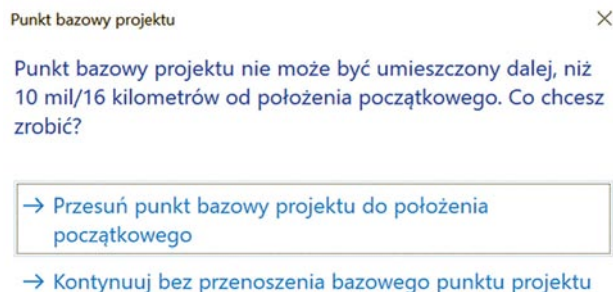 Punkt bazowy projektu
Punkt bazowy projektu nie może być umieszczony dalej, niż
10 mil/16 kilometrów od położenia początkowego. Co chcesz
zrobić?
→ Przesuń punkt bazowy projektu do położenia
początkowego
→ Kontynuuj bez przenoszenia bazowego punktu projektu